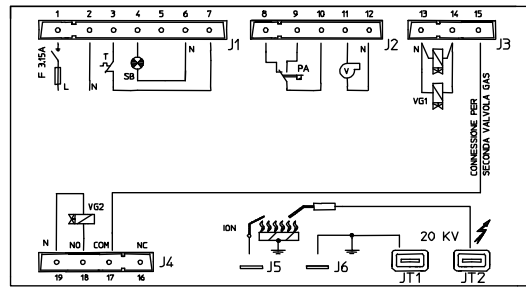 1 2 3 4 5 6 7
J1
8 9 10 11 12
J2
13 14 15
J3
F 3,15A
L
N
T
SB
N
PA
V
N
N
VG1
CONNESSIONE PER
SECONDA VALVOLA GAS
VG2
N NO COM NC
J4
19 18 17 16
ION
J5
J6
20 KV
JT1
JT2